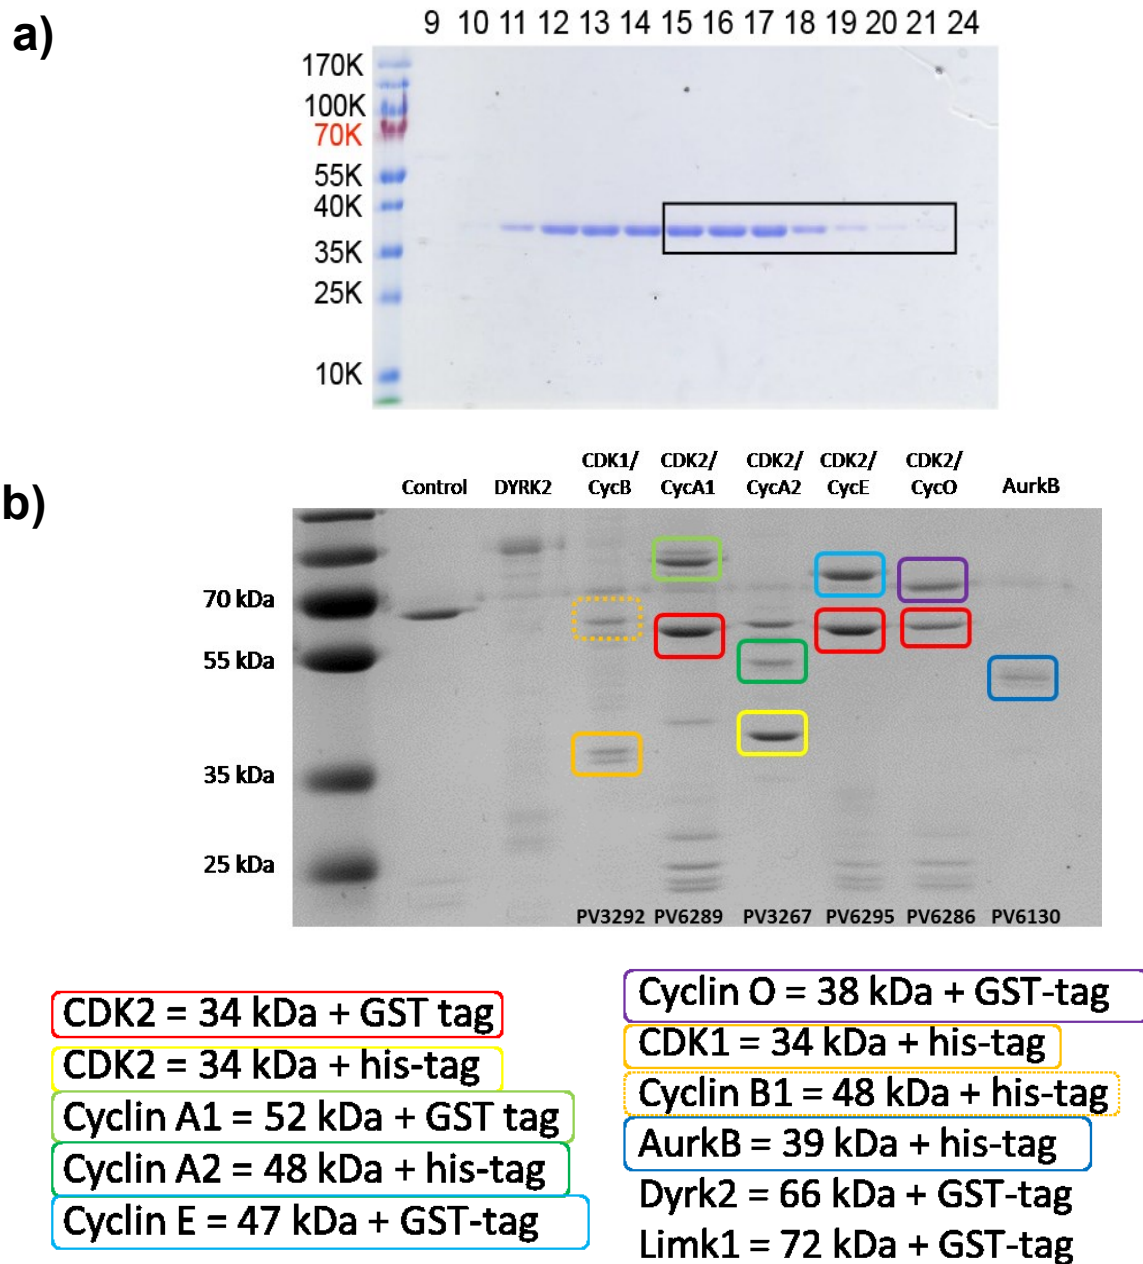 a)
9 10 11 12 13 14 15 16 17 18 19 20 21 24
170K
100K
70K
55K
40K
35K
25K
10K
b)
Control DYRK2 CDK1/ CycB CDK2/ CycA1 CDK2/ CycA2 CDK2/ CycE CDK2/ CycO AurkB
70 kDa
55 kDa
35 kDa
25 kDa
PV3292 PV6289 PV3267 PV6295 PV6286 PV6130
CDK2 = 34 kDa + GST tag
CDK2 = 34 kDa + his-tag
Cyclin A1 = 52 kDa + GST tag
Cyclin A2 = 48 kDa + his-tag
Cyclin E = 47 kDa + GST-tag
Cyclin O = 38 kDa + GST-tag
CDK1 = 34 kDa + his-tag
Cyclin B1 = 48 kDa + his-tag
AurkB = 39 kDa + his-tag
Dyrk2 = 66 kDa + GST-tag
Limk1 = 72 kDa + GST-tag